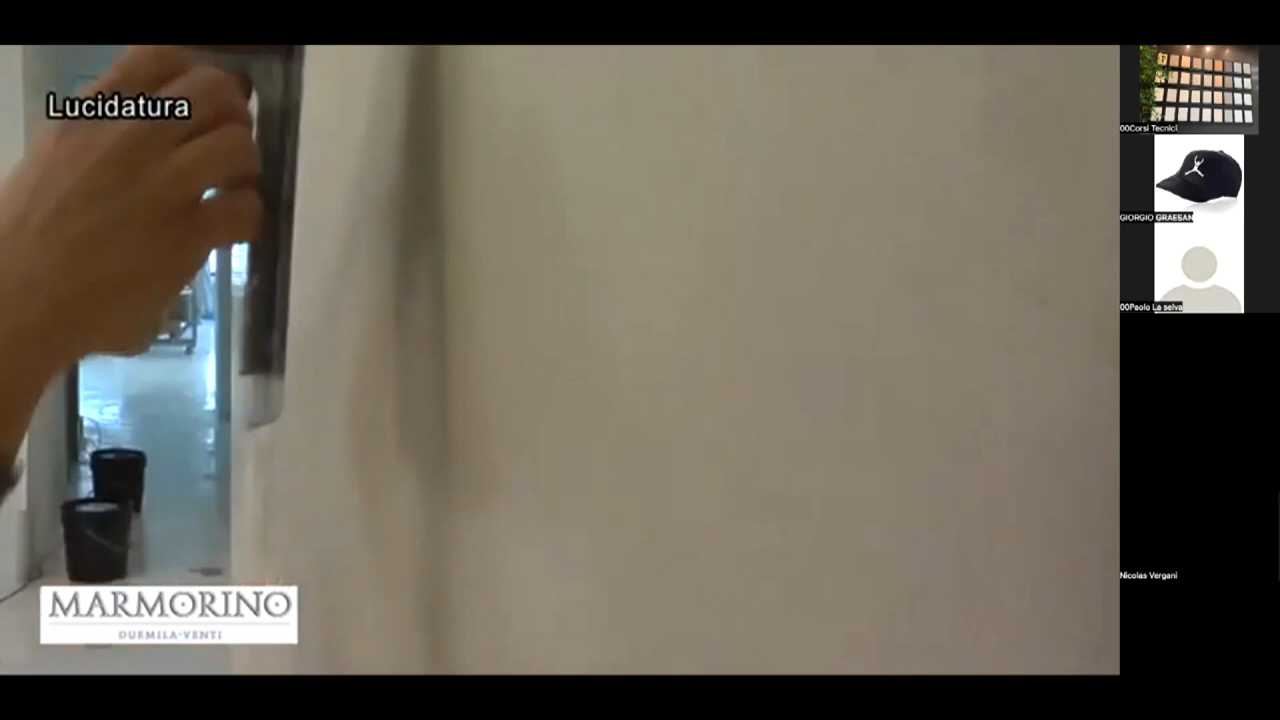 Lucidatura
MARMORINO
DUEMILA-VENTI
00Corsi Tecnici
GIORGIO GRAESAN
00Paolo La selva
Nicolas Vergani